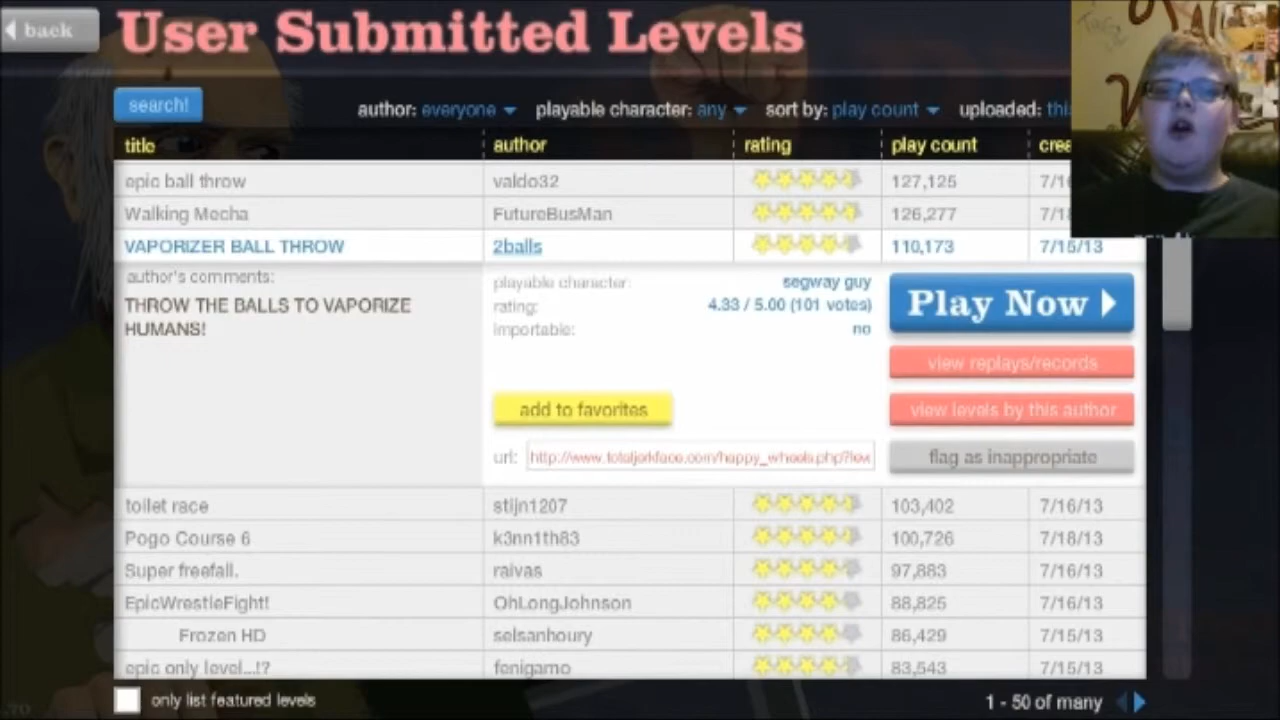 back
User Submitted Levels
search!
author: everyone
playable character: any
sort by: play count
uploaded:
title author rating play count
epic ball throw valdo32 127,125
Walking Mecha FutureBusMan 126,277
VAPORIZER BALL THROW 2balls 110,173 7/15/13
author's comments:
THROW THE BALLS TO VAPORIZE
HUMANS!
playable character: segway guy
rating: 4.33 / 5.00 (101 votes)
importable: no
Play Now
view replays/records
add to favorites
view levels by this author
url: http://www.totaljerkface.com/happy_wheels.php?lev
flag as inappropriate
toilet race stijn1207 103,402 7/16/13
Pogo Course 6 k3nn1th83 100,726 7/18/13
Super freefall. raivas 97,883 7/16/13
EpicWrestleFight! OhLongJohnson 88,825 7/16/13
Frozen HD selsanhoury 86,429 7/15/13
epic only level...!? fenigamo 83,543 7/15/13
only list featured levels
1 - 50 of many